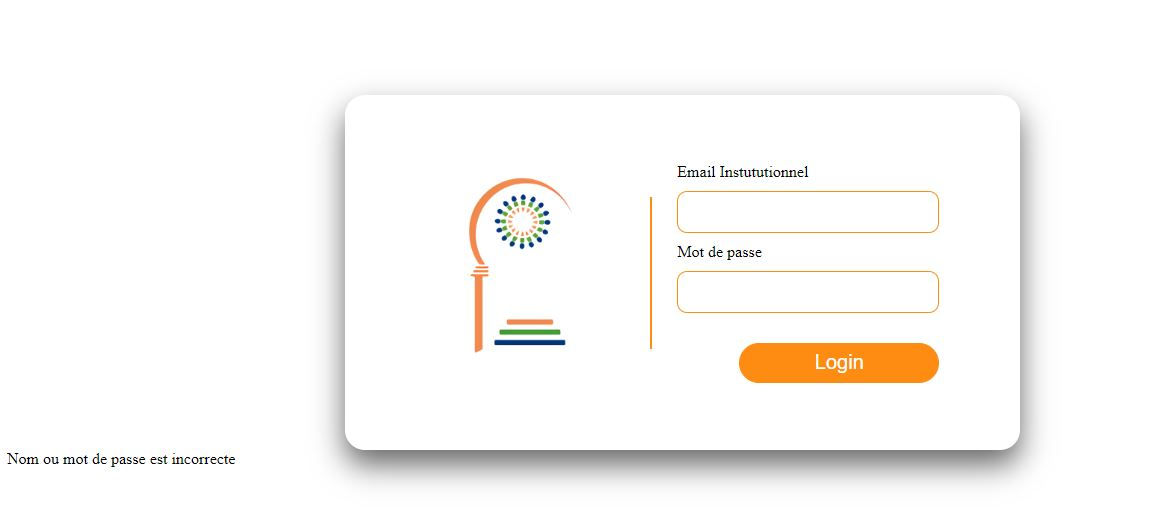 Email Instututionnel
Mot de passe
Login
Nom ou mot de passe est incorrecte